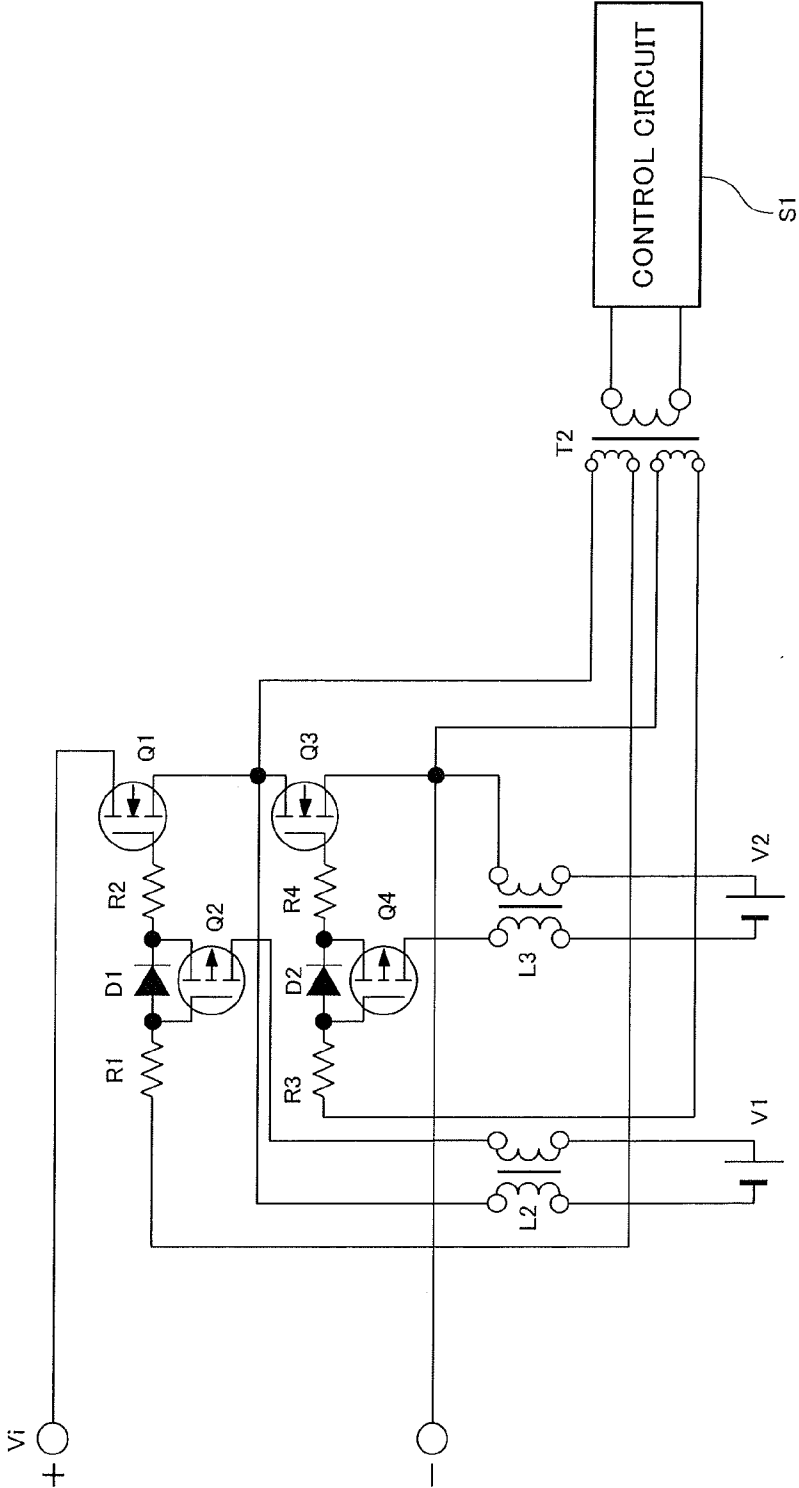 Vi
+
−
R1
D1
R2
Q1
Q2
R3
D2
R4
Q3
Q4
L2
L3
V1
V2
T2
CONTROL CIRCUIT
S1